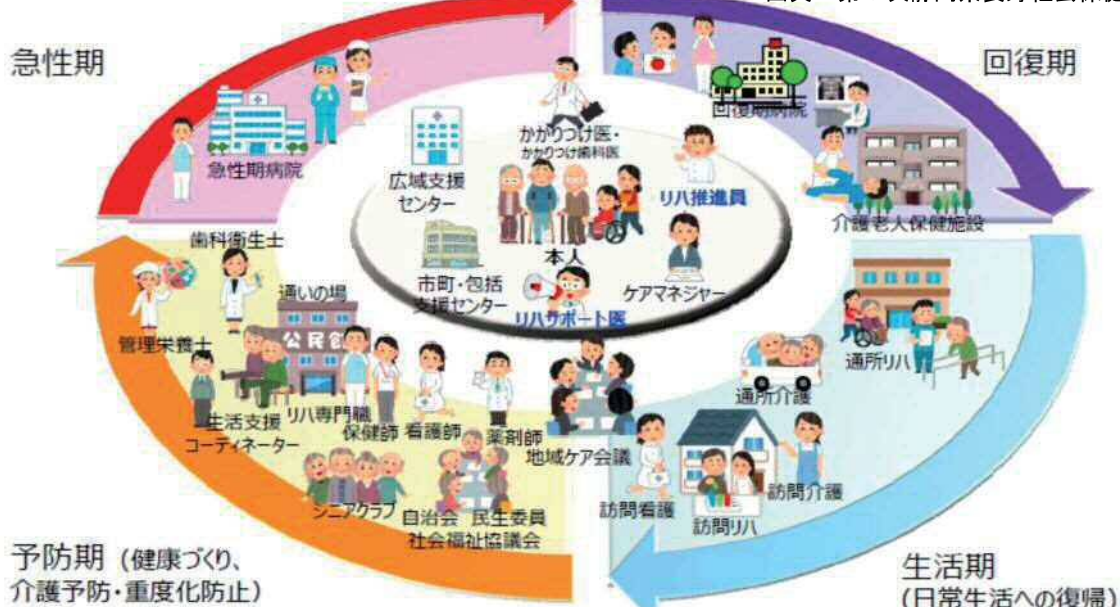 急性期
回復期
急性期病院
かかりつけ医・
かかりつけ歯科医
広域支援
センター
リハ推進員
回復期病院
介護老人保健施設
本人
市町・包括
支援センター
ケアマネジャー
リハサポート医
歯科衛生士
管理栄養士
通いの場
公民館
生活支援
コーディネーター
リハ専門職
保健師
看護師
薬剤師
地域ケア会議
シニアクラブ
自治会 民生委員
社会福祉協議会
通所リハ
通所介護
訪問看護
訪問リハ
訪問介護
予防期 (健康づくり、
介護予防・重度化防止)
生活期
(日常生活への復帰)